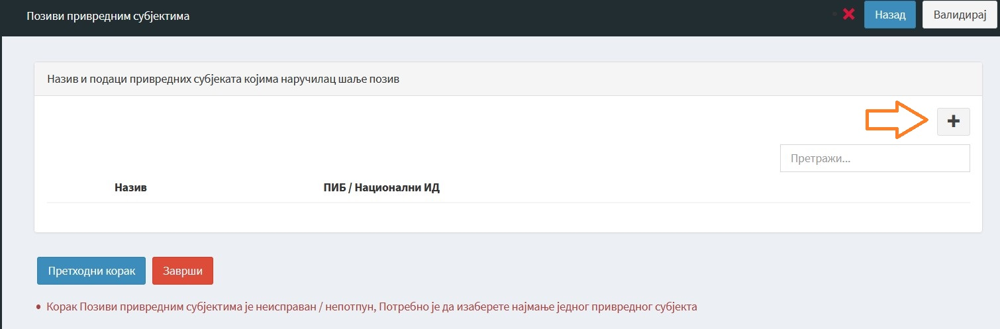 Позиви привредним субјектима
Назад
Валидирај
Назив и подаци привредних субјеката којима наручилац шаље позив
Претражи...
Назив
ПИБ / Национални ИД
Претходни корак
Заврши
Корак Позиви привредним субјектима је неисправан / непотпун, Потребно је да изаберете најмање једног привредног субјекта